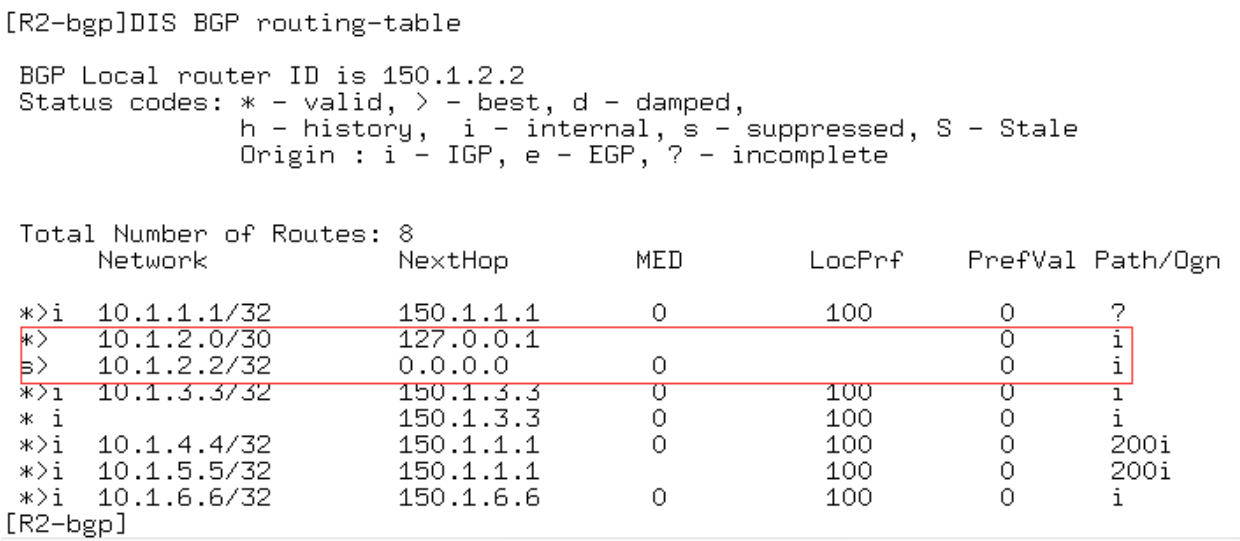 [R2-bgp]DIS BGP routing-table
BGP Local router ID is 150.1.2.2
Status codes: * - valid, > - best, d - damped,
h - history,  i - internal, s - suppressed, S - Stale
Origin : i - IGP, e - EGP, ? - incomplete
Total Number of Routes: 8
Network NextHop MED LocPrf PrefVal Path/Ogn
*>i 10.1.1.1/32 150.1.1.1 0 100 0 ?
*> 10.1.2.0/30 127.0.0.1 0 i
s> 10.1.2.2/32 0.0.0.0 0 0 i
*>i 10.1.3.3/32 150.1.3.3 0 100 0 i
* i 150.1.3.3 0 100 0 i
*>i 10.1.4.4/32 150.1.1.1 0 100 0 200i
*>i 10.1.5.5/32 150.1.1.1 100 0 200i
*>i 10.1.6.6/32 150.1.6.6 0 100 0 i
[R2-bgp]